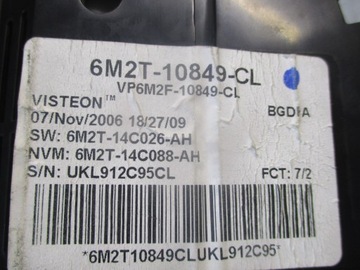 6M2T-10849-CL
VP6M2F-10849-CL
VISTEON™ BGDFA
07/Nov/2006 18/27/09
SW: 6M2T-14C026-AH
NVM: 6M2T-14C088-AH
S/N: UKL912C95CL FCT: 7/2
*6M2T10849CLUKL912C95*